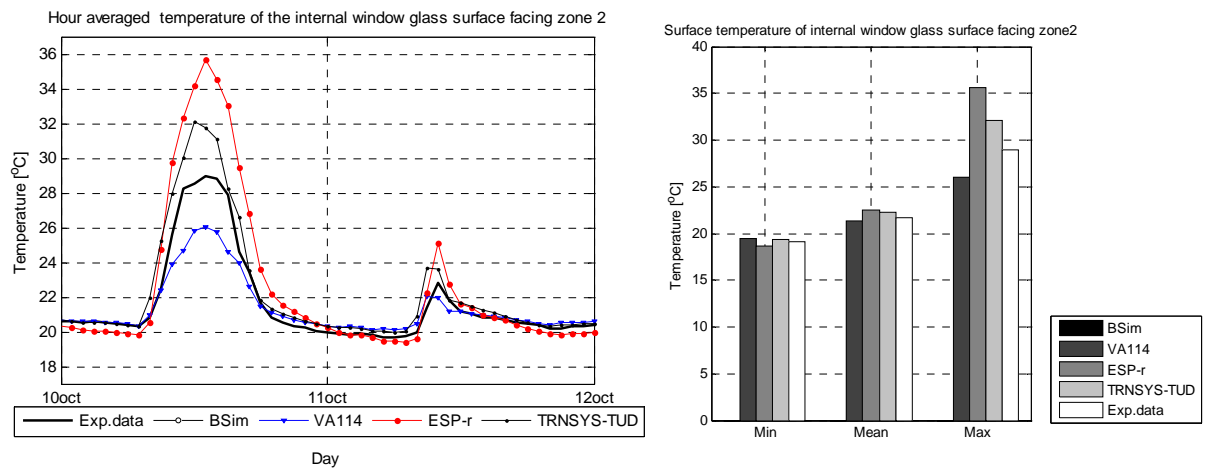 Hour averaged temperature of the internal window glass surface facing zone 2
Temperature [°C]
36
34
32
30
28
26
24
22
20
18
10oct
11oct
12oct
Exp.data
BSim
VA114
ESP-r
TRNSYS-TUD
Day
Surface temperature of internal window glass surface facing zone2
Temperature [°C]
40
35
30
25
20
15
10
5
0
Min
Mean
Max
BSim
VA114
ESP-r
TRNSYS-TUD
Exp.data